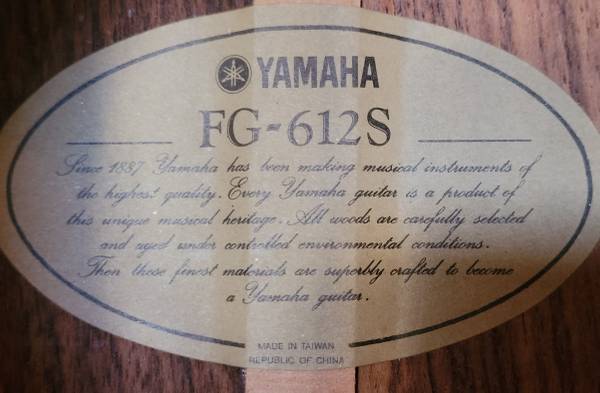 YAMAHA
FG-612S
Since 1887 Yamaha has been making musical instruments of
the highest quality. Every Yamaha guitar is a product of
this unique musical heritage. All woods are carefully selected
and aged under controlled environmental conditions.
Then these finest materials are superbly crafted to become
a Yamaha guitar.
MADE IN TAIWAN
REPUBLIC OF CHINA